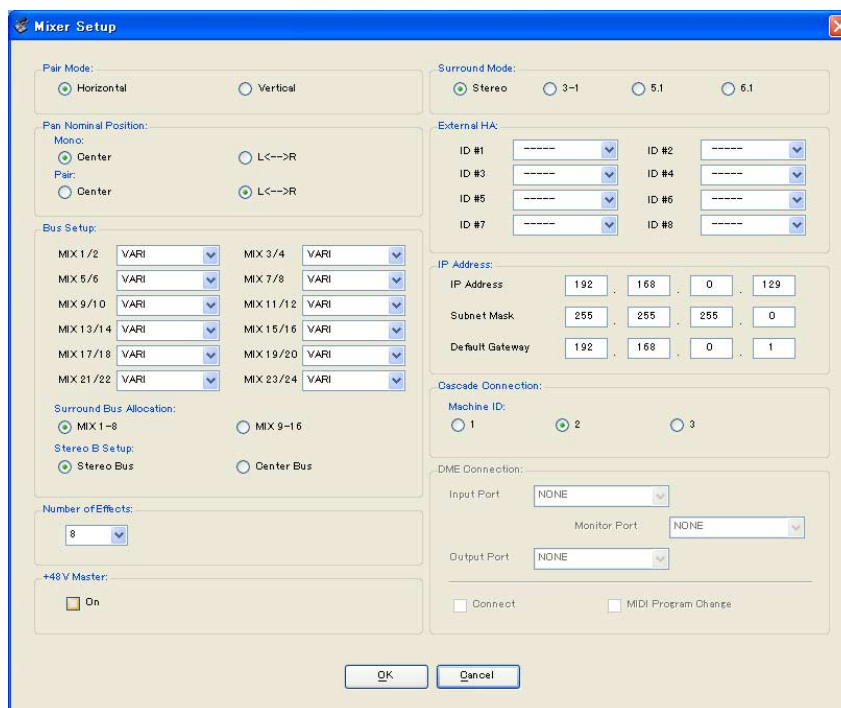 Mixer Setup
Pair Mode:
Horizontal Vertical
Pan Nominal Position:
Mono:
Center L<-->R
Pair:
Center L<-->R
Bus Setup:
MIX 1/2 VARI MIX 3/4 VARI
MIX 5/6 VARI MIX 7/8 VARI
MIX 9/10 VARI MIX 11/12 VARI
MIX 13/14 VARI MIX 15/16 VARI
MIX 17/18 VARI MIX 19/20 VARI
MIX 21/22 VARI MIX 23/24 VARI
Surround Bus Allocation:
MIX 1-8 MIX 9-16
Stereo B Setup:
Stereo Bus Center Bus
Number of Effects:
8
+48V Master:
On
Surround Mode:
Stereo 3-1 5.1 6.1
External HA:
ID #1 ----- ID #2 -----
ID #3 ----- ID #4 -----
ID #5 ----- ID #6 -----
ID #7 ----- ID #8 -----
IP Address:
IP Address 192 . 168 . 0 . 129
Subnet Mask 255 . 255 . 255 . 0
Default Gateway 192 . 168 . 0 . 1
Cascade Connection:
Machine ID:
1 2 3
DME Connection:
Input Port NONE
Monitor Port NONE
Output Port NONE
Connect MIDI Program Change
OK Cancel